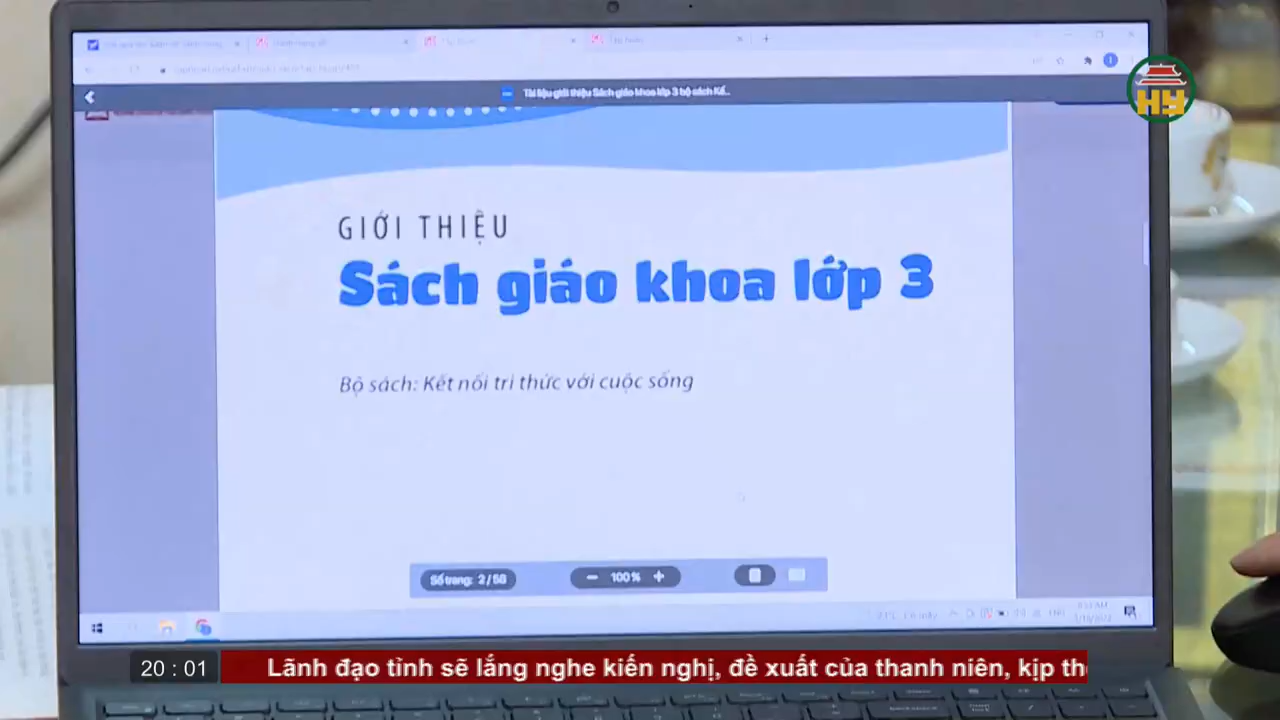 HY
Tài liệu giới thiệu Sách giáo khoa lớp 3 bộ sách Kế...
GIỚI THIỆU
Sách giáo khoa lớp 3
Bộ sách: Kết nối tri thức với cuộc sống
Số trang: 2 / 58
100%
20 : 01
Lãnh đạo tỉnh sẽ lắng nghe kiến nghị, đề xuất của thanh niên, kịp th